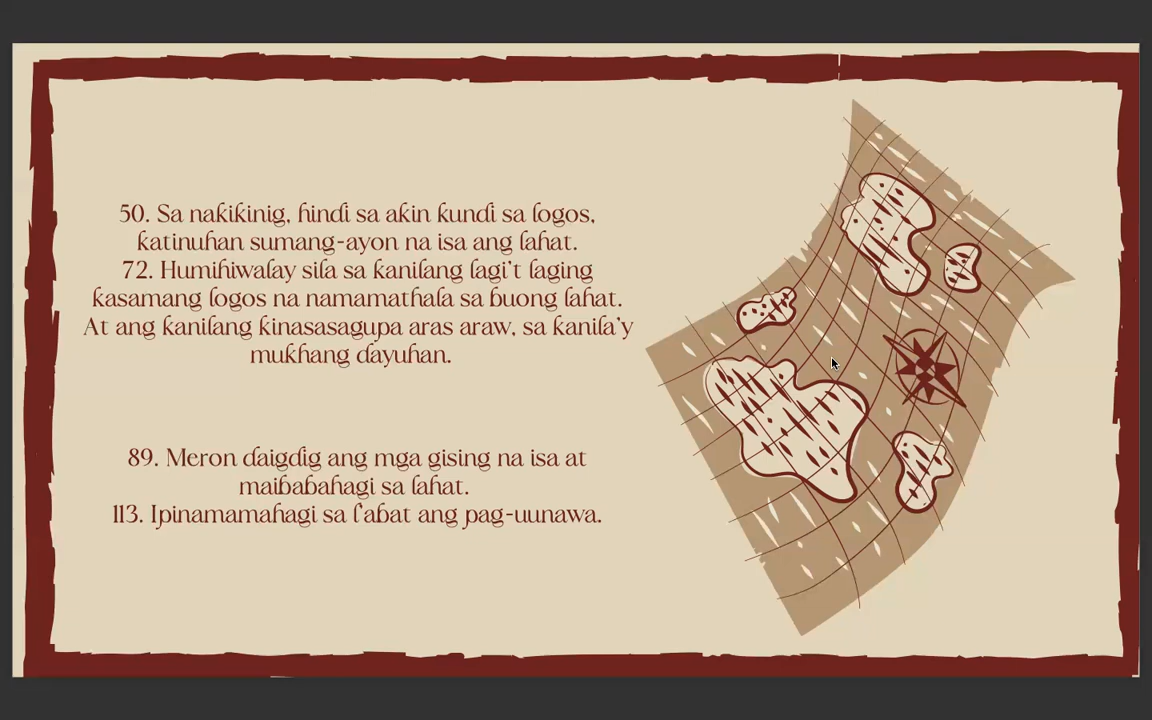 50. Sa nakikinig, hindi sa akin kundi sa logos,
katinuhan sumang-ayon na isa ang lahat.
72. Humihiwalay sila sa kanilang lagi't laging
kasamang logos na namamathala sa buong lahat.
At ang kanilang kinasasagupa aras araw, sa kanila'y
mukhang dayuhan.
89. Meron daigdig ang mga gising na isa at
maibabahagi sa lahat.
113. Ipinamamahagi sa l'abat ang pag-uunawa.